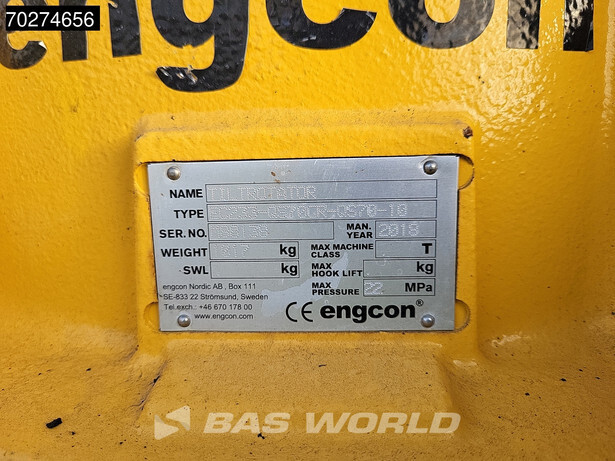 70274656
engcon
NAME TILTROTATOR
TYPE
SER.NO. MAN. YEAR 2018
WEIGHT kg MAX MACHINE CLASS T
SWL kg MAX HOOK LIFT kg
engcon Nordic AB, Box 111
SE-833 22 Strömsund, Sweden
Tel.exch.: +46 670 178 00
www.engcon.com
MAX PRESSURE 22 MPa
CE engcon®
BAS WORLD